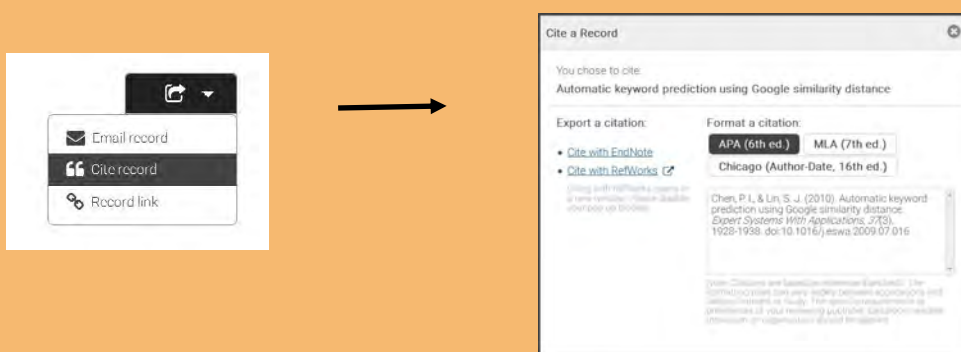 Email record
Cite record
Record link
Cite a Record
You chose to cite:
Automatic keyword prediction using Google similarity distance
Export a citation:
Cite with EndNote
Cite with RefWorks
Format a citation:
APA (6th ed.)
MLA (7th ed.)
Chicago (Author-Date, 16th ed.)
Chen, P. I., & Lin, S. J. (2010). Automatic keyword
prediction using Google similarity distance.
Expert Systems With Applications, 37(3),
1928-1938. doi:10.1016/j.eswa.2009.07.016